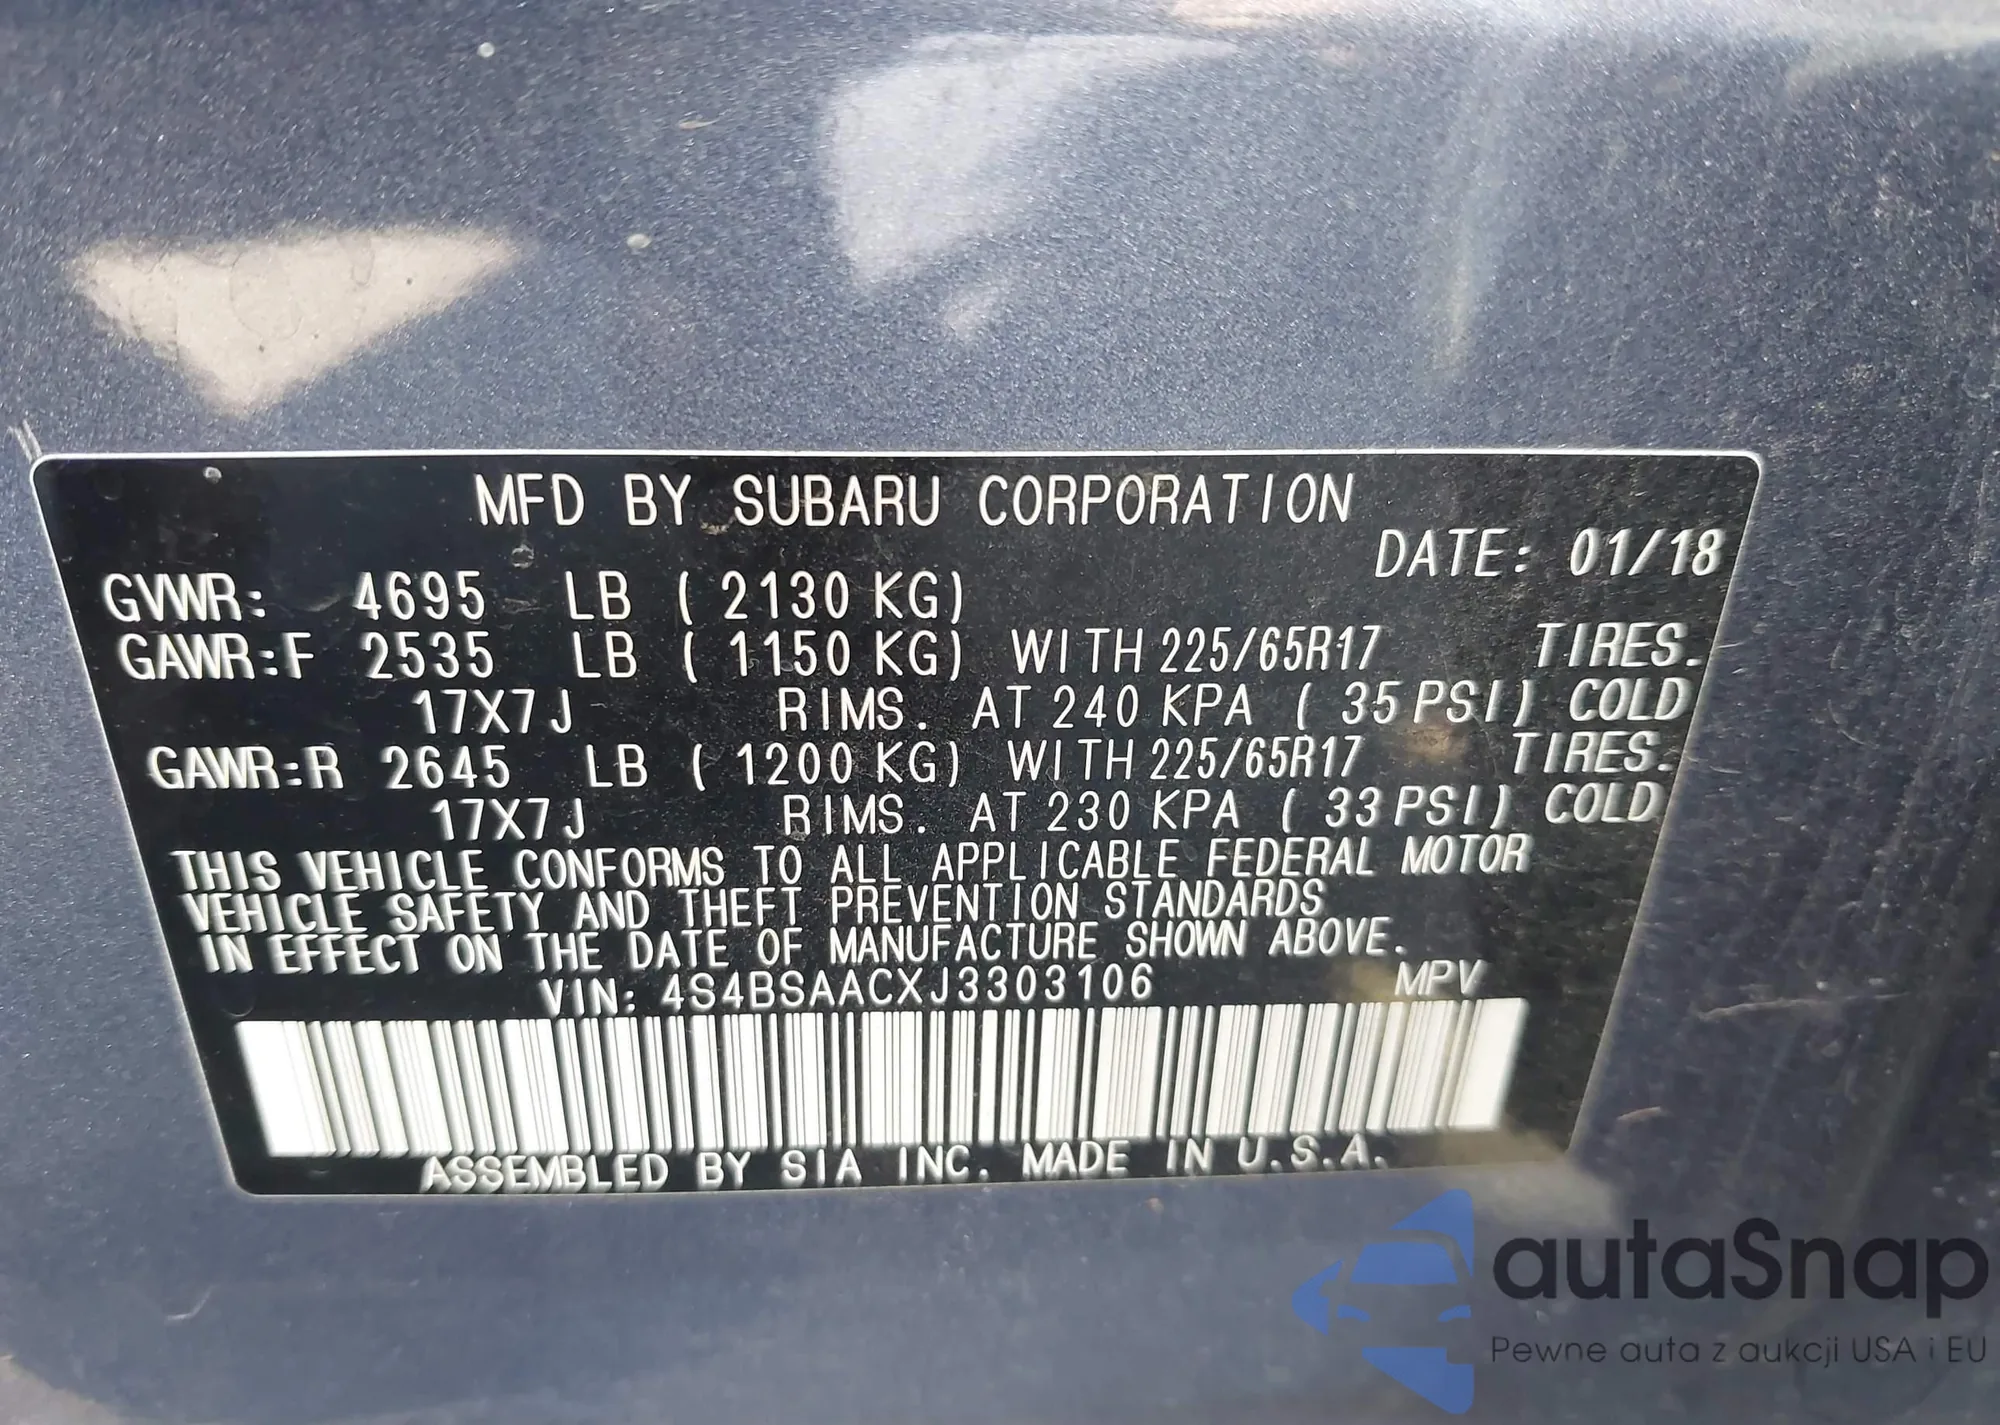 MFD BY SUBARU CORPORATION
DATE: 01/18
GVWR: 4695 LB ( 2130 KG)
GAWR:F 2535 LB ( 1150 KG) WITH 225/65R17 TIRES.
17X7J RIMS. AT 240 KPA ( 35 PSI) COLD
GAWR:R 2645 LB ( 1200 KG) WITH 225/65R17 TIRES.
17X7J RIMS. AT 230 KPA ( 33 PSI) COLD
THIS VEHICLE CONFORMS TO ALL APPLICABLE FEDERAL MOTOR
VEHICLE SAFETY AND THEFT PREVENTION STANDARDS
IN EFFECT ON THE DATE OF MANUFACTURE SHOWN ABOVE.
VIN: 4S4BSAACXJ3303106 MPV
ASSEMBLED BY SIA INC. MADE IN U.S.A.
autaSnap
Pewne auta z aukcji USA i EU